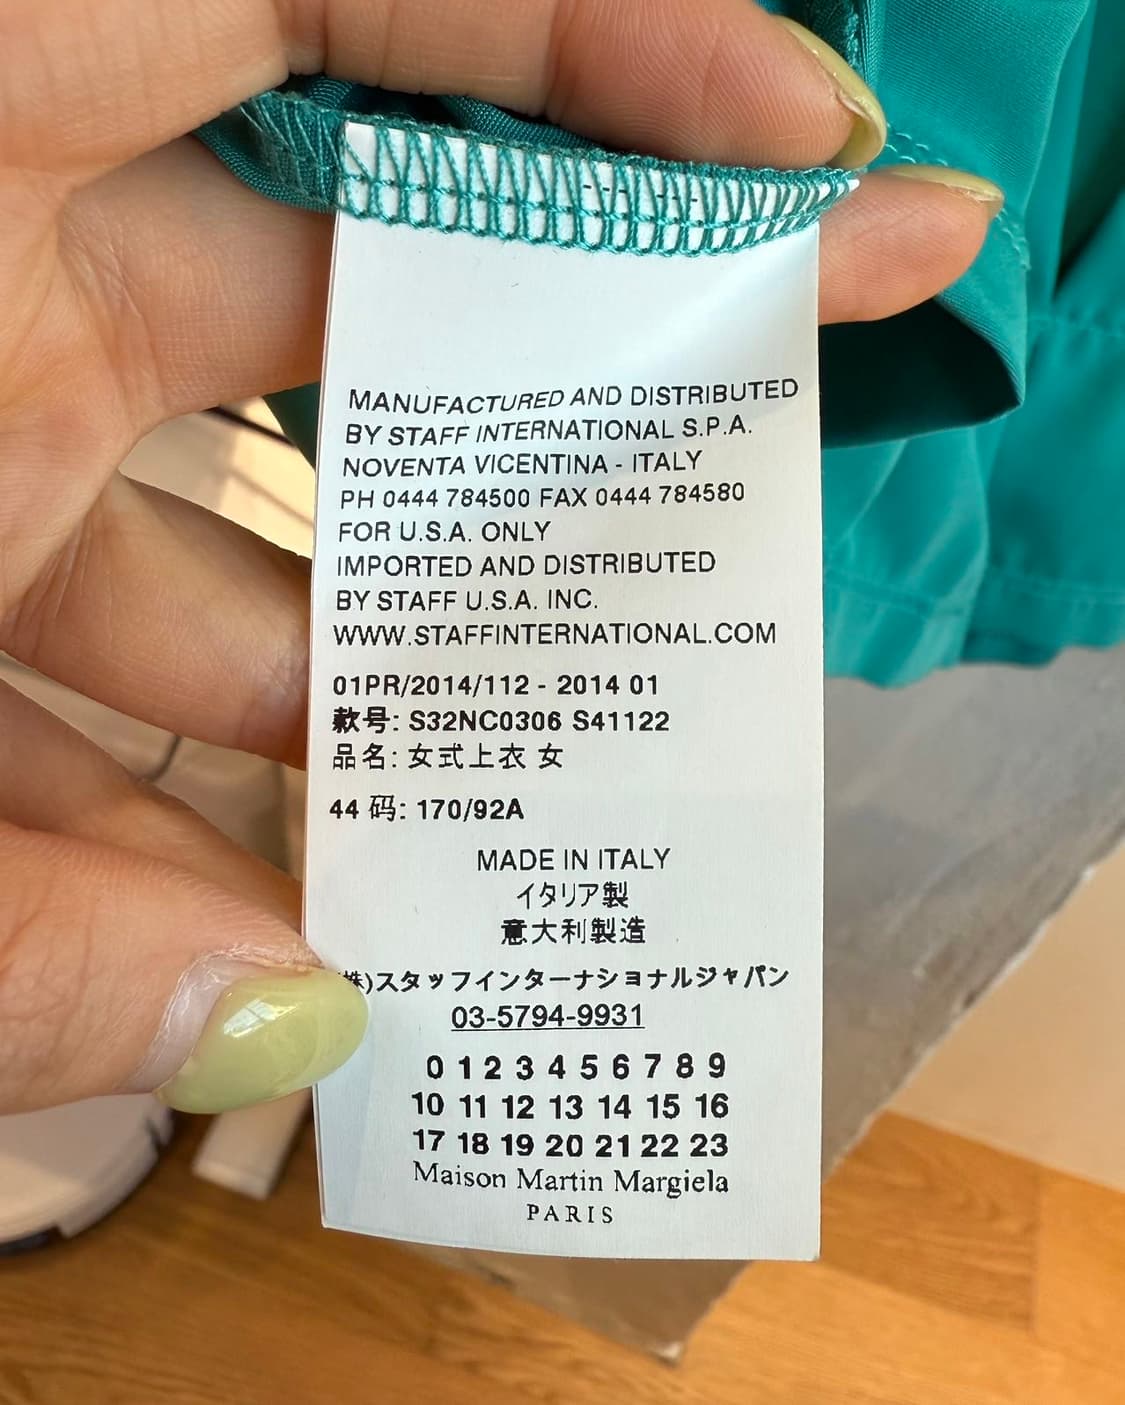 MANUFACTURED AND DISTRIBUTED
BY STAFF INTERNATIONAL S.P.A.
NOVENTA VICENTINA - ITALY
PH 0444 784500 FAX 0444 784580
FOR U.S.A. ONLY
IMPORTED AND DISTRIBUTED
BY STAFF U.S.A. INC.
WWW.STAFFINTERNATIONAL.COM
01PR/2014/112 - 2014 01
款号: S32NC0306 S41122
品名: 女式上衣 女
44 码: 170/92A
MADE IN ITALY
イタリア製
意大利製造
(株)スタッフインターナショナルジャパン
03-5794-9931
0 1 2 3 4 5 6 7 8 9
10 11 12 13 14 15 16
17 18 19 20 21 22 23
Maison Martin Margiela
PARIS